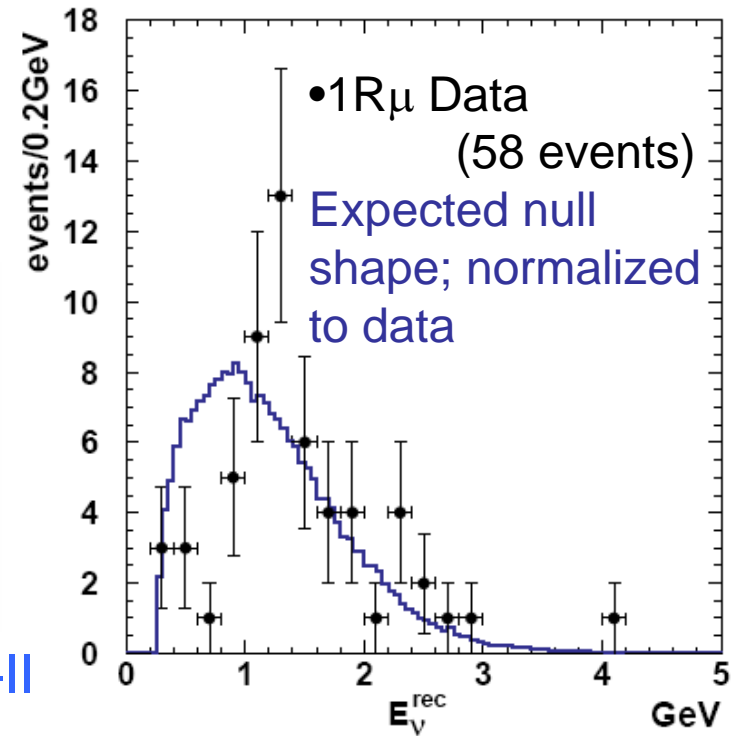 events/0.2GeV
18
16
14
12
10
8
6
4
2
0
•1Rμ Data
(58 events)
Expected null
shape; normalized
to data
0 1 2 3 4 5
E_ν^rec
GeV
-II